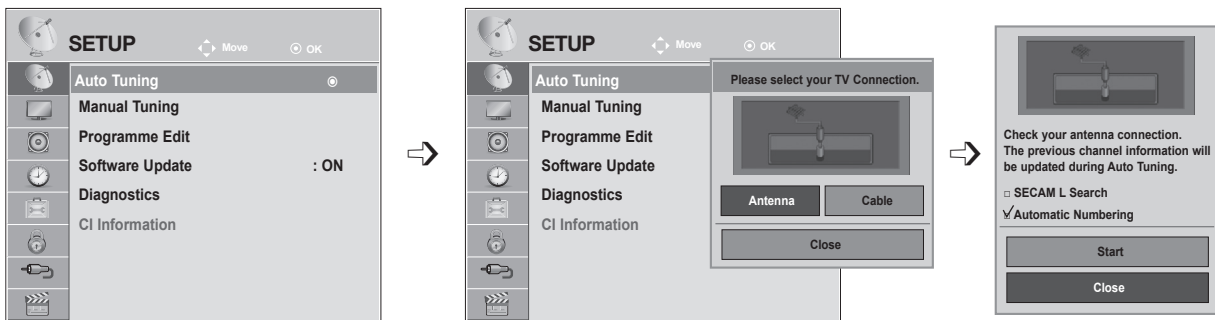 SETUP
Move
OK
Auto Tuning
Manual Tuning
Programme Edit
Software Update : ON
Diagnostics
CI Information
SETUP
Move
OK
Auto Tuning
Manual Tuning
Programme Edit
Software Update
Diagnostics
CI Information
Please select your TV Connection.
Antenna
Cable
Close
Check your antenna connection.
The previous channel information will
be updated during Auto Tuning.
SECAM L Search
Automatic Numbering
Start
Close